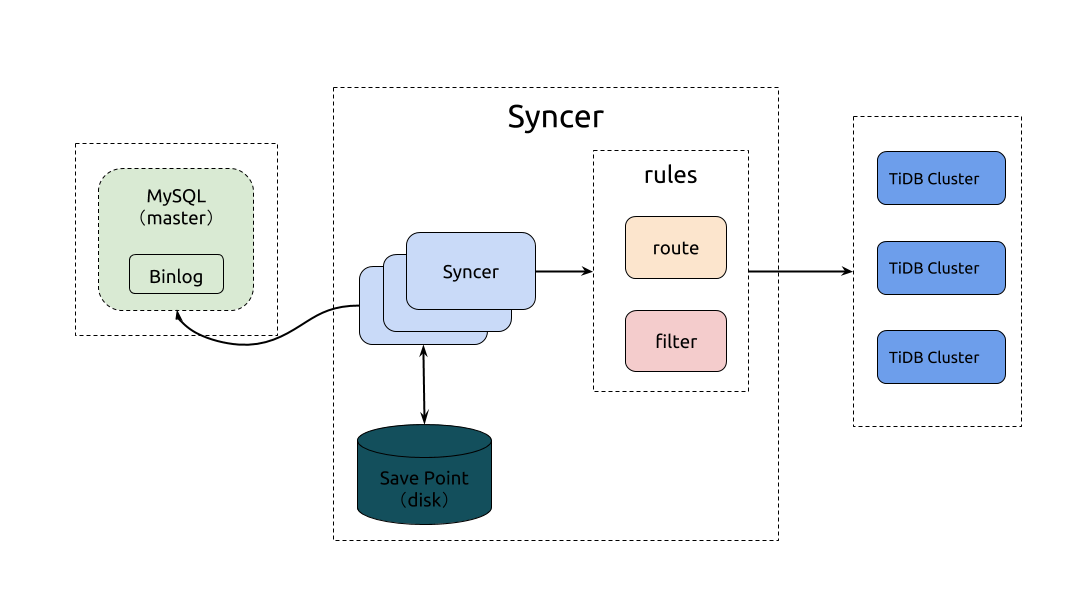 Syncer
MySQL
（master）
Binlog
Syncer
Save Point
（disk）
rules
route
filter
TiDB Cluster
TiDB Cluster
TiDB Cluster